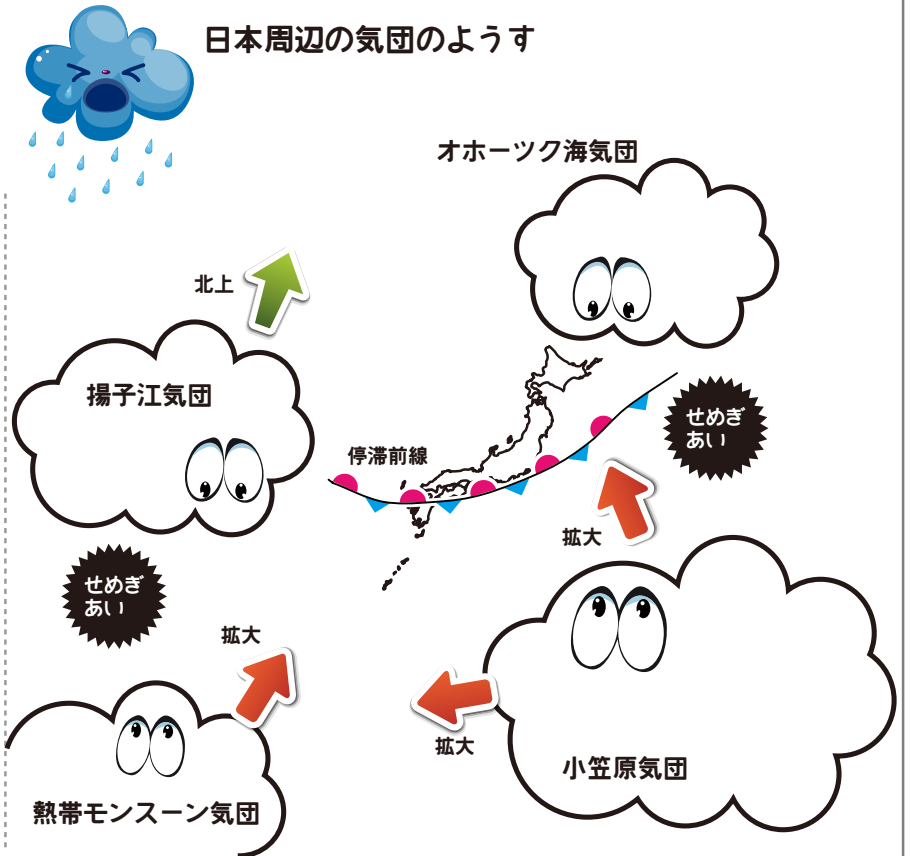 日本周辺の気団のようす
オホーツク海気団
北上
揚子江気団
せめぎ
あい
停滞前線
拡大
せめぎ
あい
拡大
拡大
小笠原気団
熱帯モンスーン気団